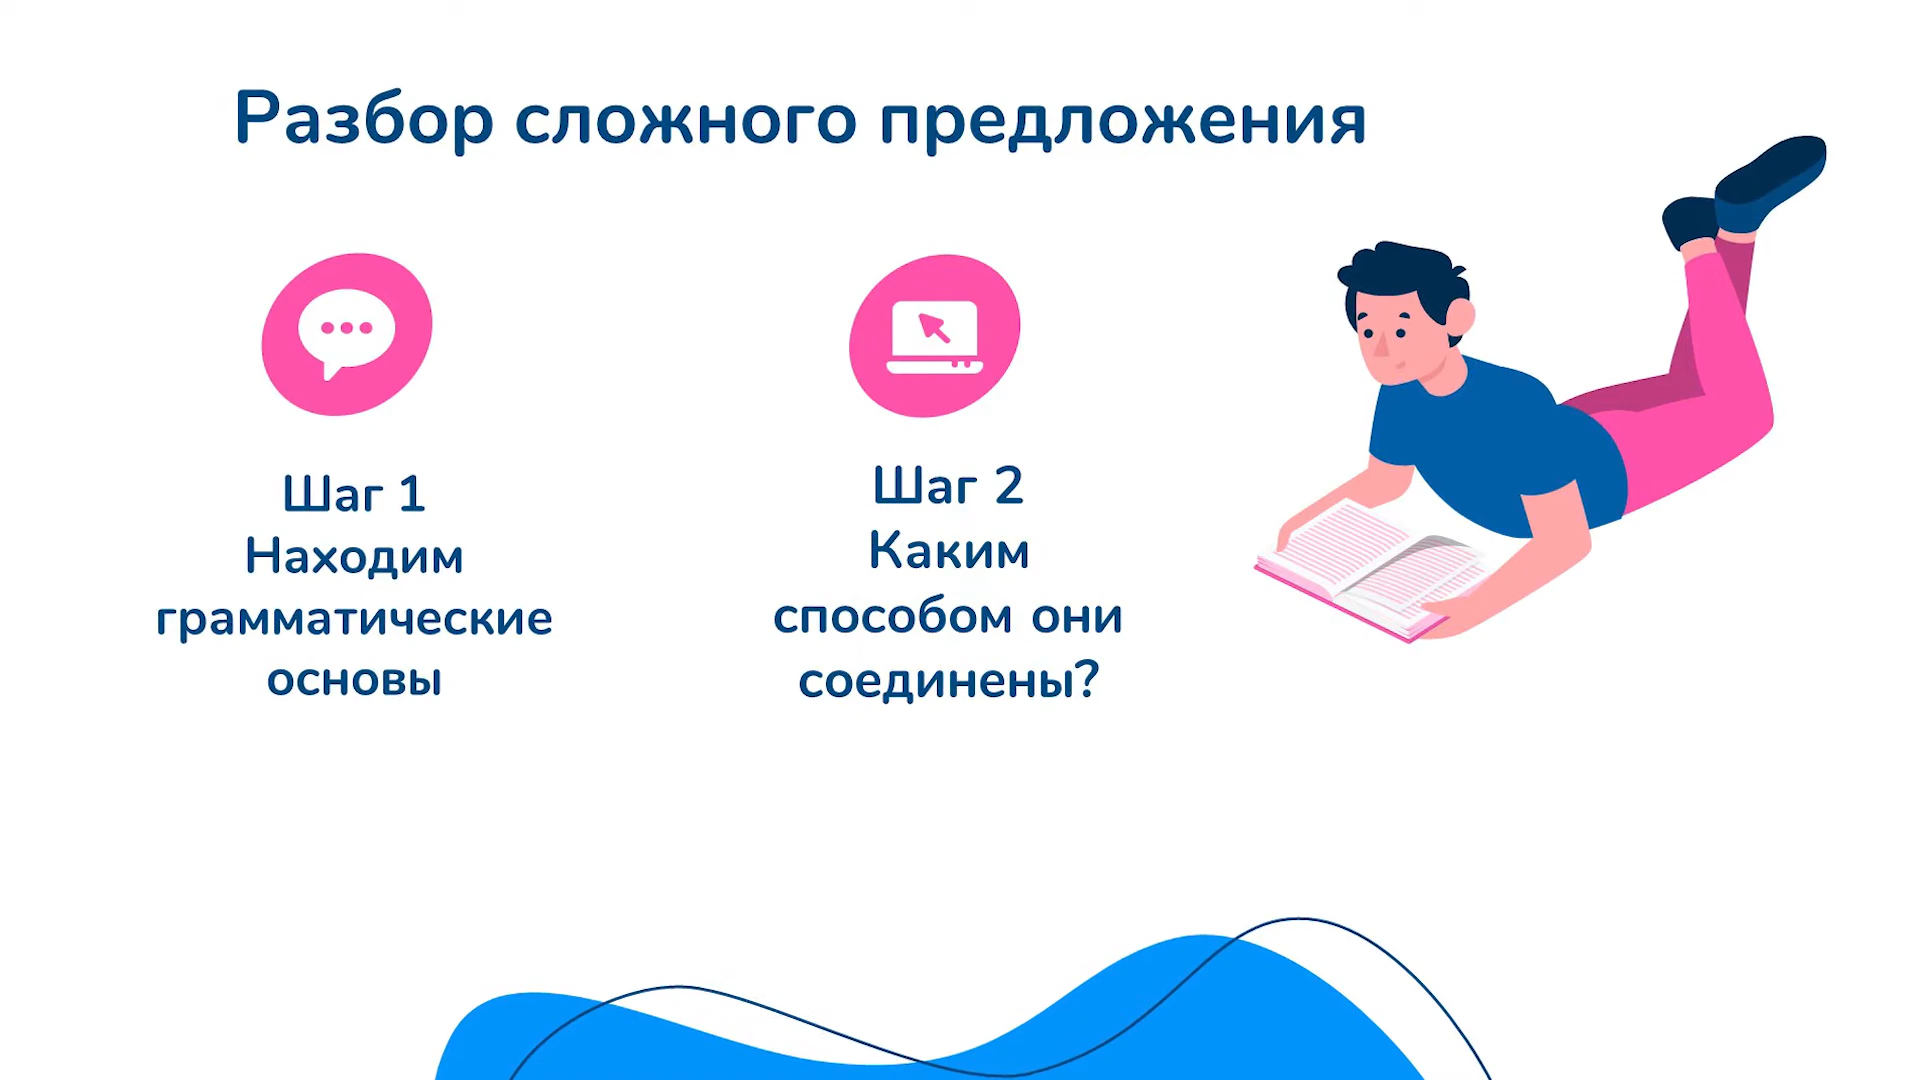 Разбор сложного предложения
Шаг 1
Находим
грамматические
основы
Шаг 2
Каким
способом они
соединены?